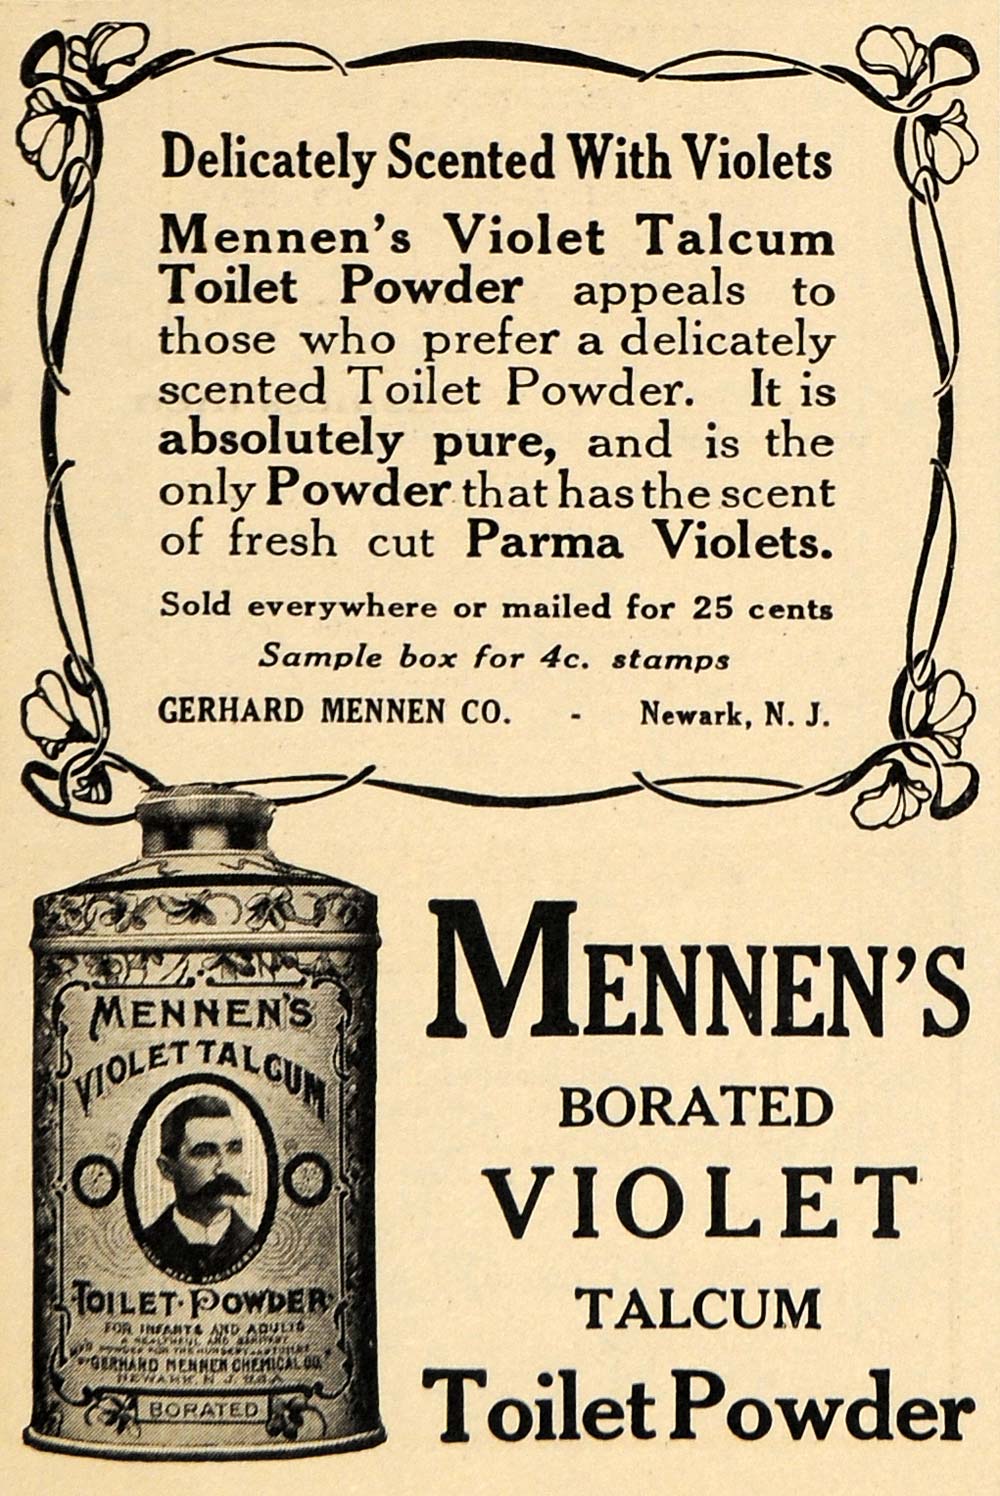 Delicately Scented With Violets
Mennen's Violet Talcum
Toilet Powder appeals to
those who prefer a delicately
scented Toilet Powder. It is
absolutely pure, and is the
only Powder that has the scent
of fresh cut Parma Violets.
Sold everywhere or mailed for 25 cents
Sample box for 4c. stamps
GERHARD MENNEN CO. - Newark, N. J.
MENNEN'S
VIOLET TALCUM
TOILET·POWDER
FOR INFANTS AND ADULTS
GERHARD MENNEN CHEMICAL CO.
NEWARK N J U.S.A
BORATED
MENNEN'S
BORATED
VIOLET
TALCUM
Toilet Powder